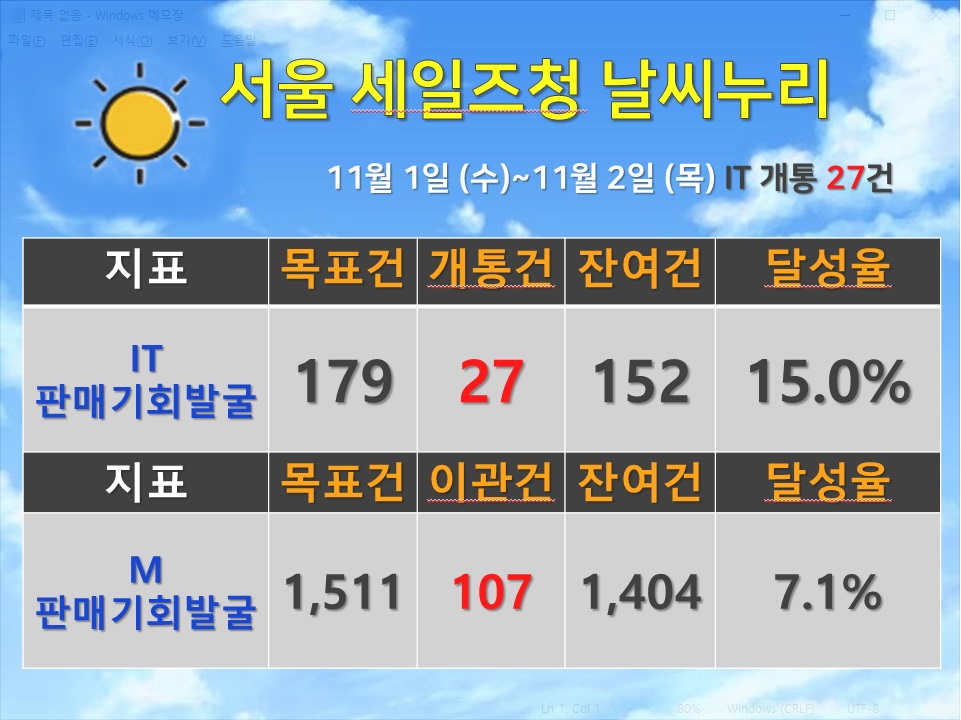 제목 없음 - Windows 메모장
파일(F) 편집(E) 서식(O) 보기(V) 도움말
서울 세일즈청 날씨누리
11월 1일 (수)~11월 2일 (목) IT 개통 27건
지표 목표건 개통건 잔여건 달성율
IT
판매기회발굴 179 27 152 15.0%
지표 목표건 이관건 잔여건 달성율
M
판매기회발굴 1,511 107 1,404 7.1%
Ln 1, Col 1 80% Windows (CRLF) UTF-8